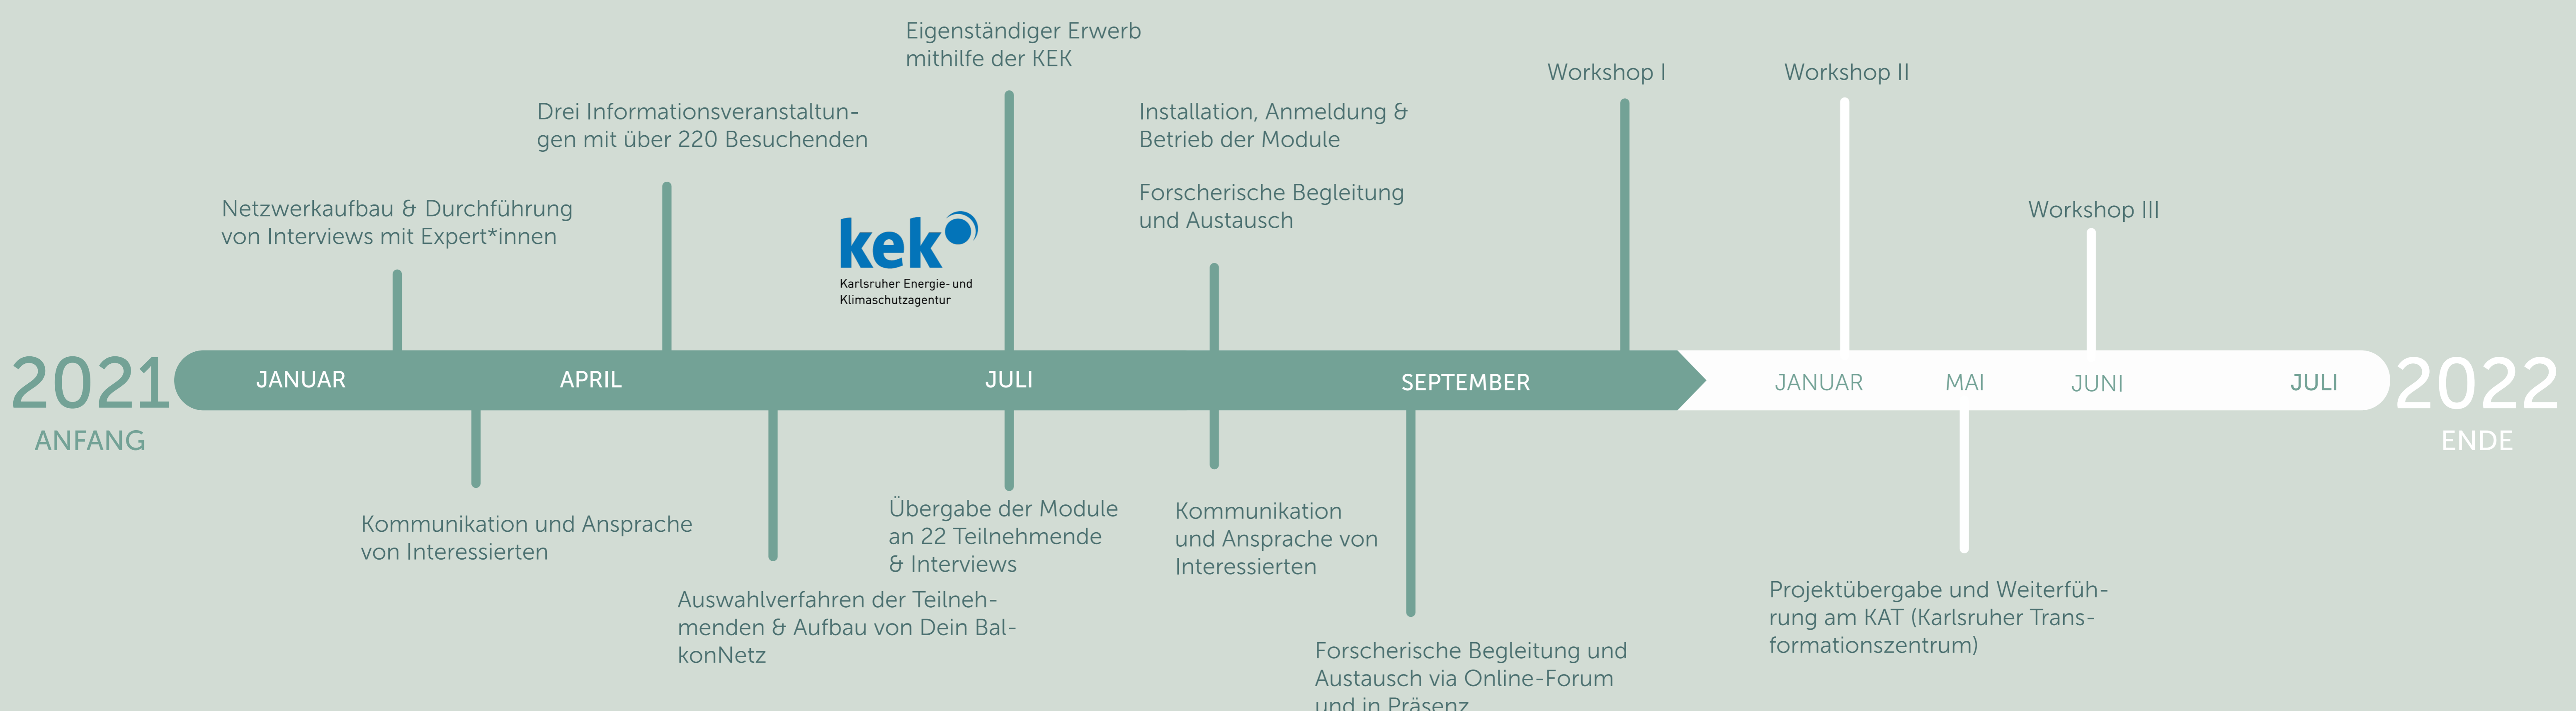 Eigenständiger Erwerb
mithilfe der KEK
Workshop I
Workshop II
Drei Informationsveranstaltun-
gen mit über 220 Besuchenden
Installation, Anmeldung &
Betrieb der Module
Forscherische Begleitung
und Austausch
Netzwerkaufbau & Durchführung
von Interviews mit Expert*innen
Workshop III
kek
Karlsruher Energie- und
Klimaschutzagentur
2021
ANFANG
JANUAR
APRIL
JULI
SEPTEMBER
JANUAR
MAI
JUNI
JULI
2022
ENDE
Kommunikation und Ansprache
von Interessierten
Übergabe der Module
an 22 Teilnehmende
& Interviews
Kommunikation
und Ansprache von
Interessierten
Auswahlverfahren der Teilneh-
menden & Aufbau von Dein Bal-
konNetz
Projektübergabe und Weiterfüh-
rung am KAT (Karlsruher Trans-
formationszentrum)
Forscherische Begleitung und
Austausch via Online-Forum
und in Präsenz